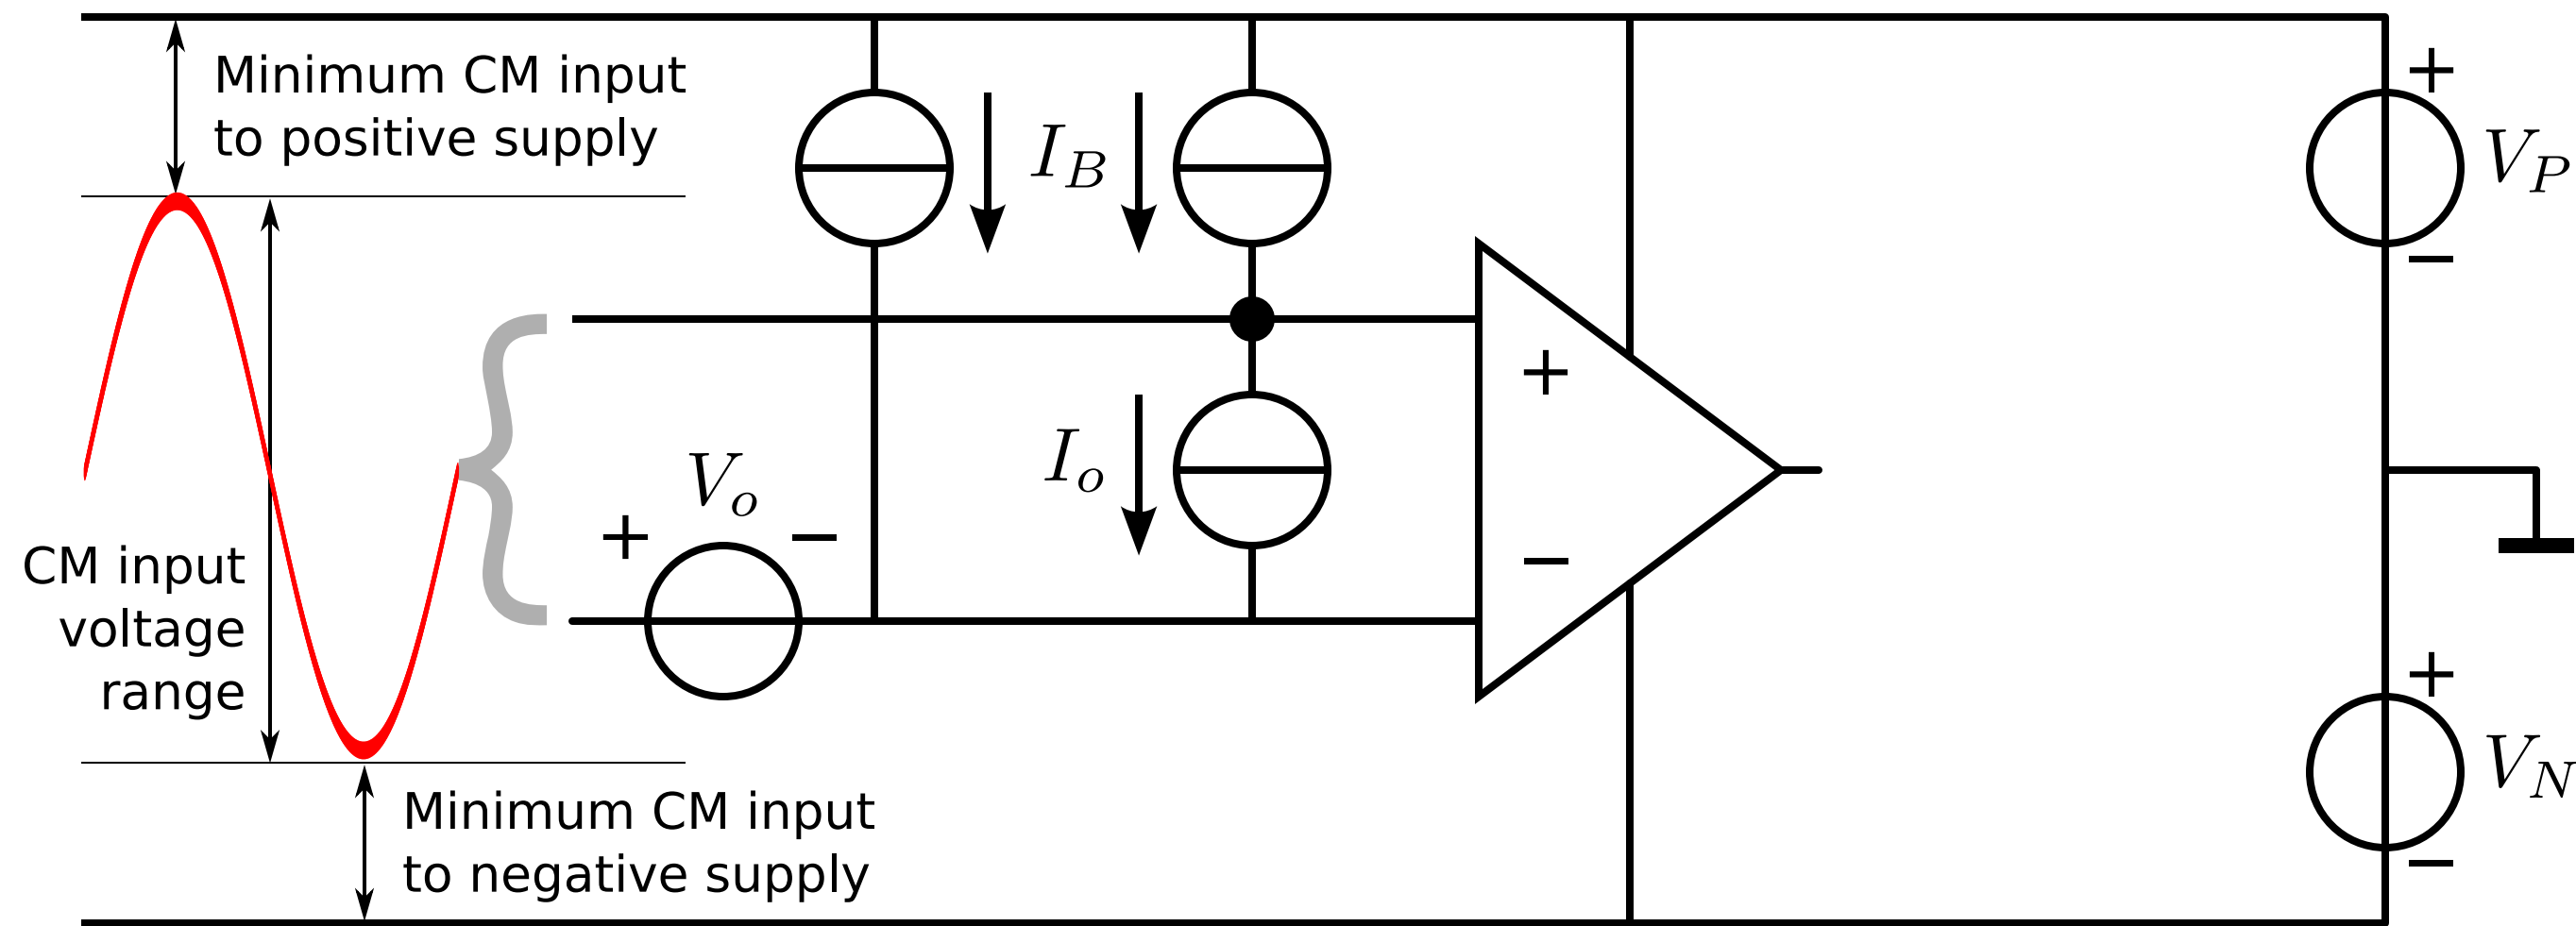 Minimum CM input
to positive supply
+
I_B
V_P
−
+
I_o
V_o
+ −
CM input
voltage
range
−
+
V_N
Minimum CM input
to negative supply
−